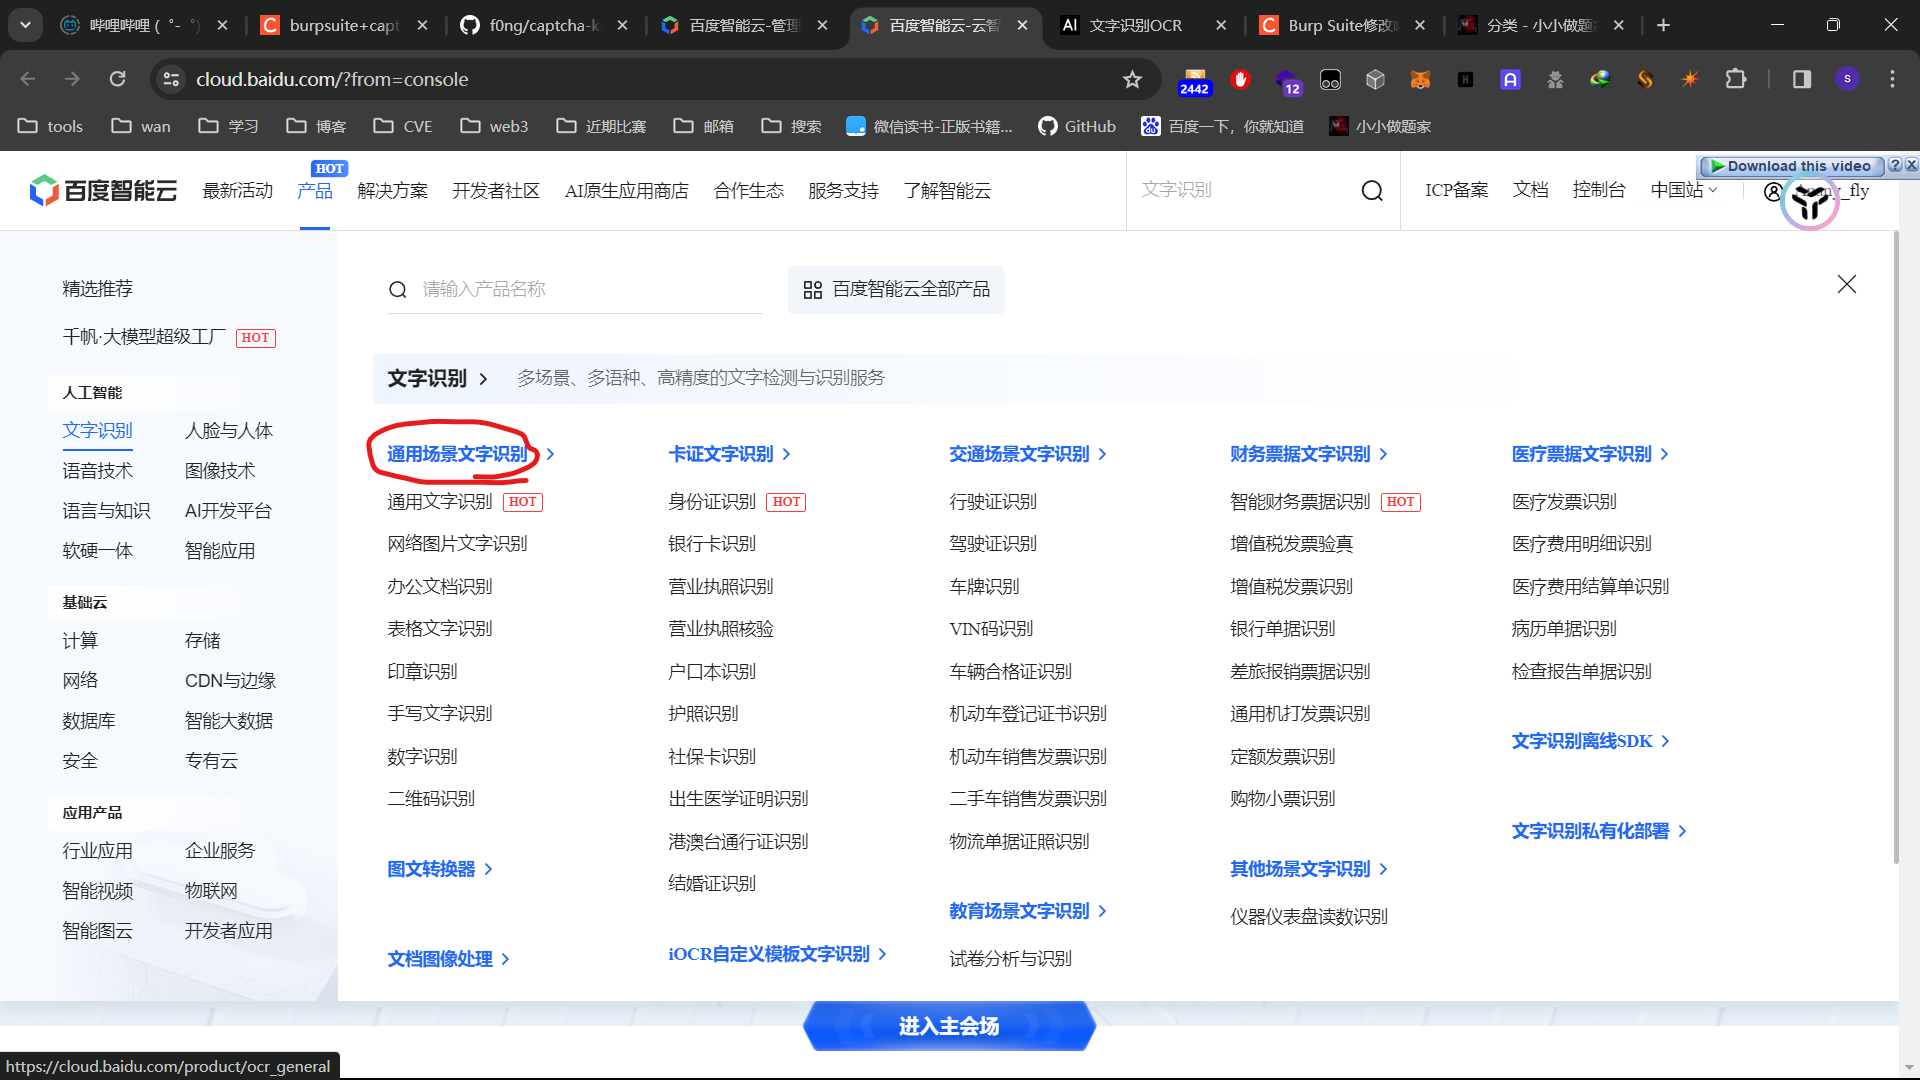 哔哩哔哩 ( ゜- ゜)
burpsuite+capt
f0ng/captcha-k
百度智能云-管理
百度智能云-云智
文字识别OCR
Burp Suite修改
分类 - 小小做题
cloud.baidu.com/?from=console
2442
12
tools
wan
学习
博客
CVE
web3
近期比赛
邮箱
搜索
微信读书-正版书籍...
GitHub
百度一下，你就知道
小小做题家
Download this video
百度智能云
最新活动
产品
HOT
解决方案
开发者社区
AI原生应用商店
合作生态
服务支持
了解智能云
文字识别
ICP备案
文档
控制台
中国站
_fly
精选推荐
千帆·大模型超级工厂 HOT
人工智能
文字识别 人脸与人体
语音技术 图像技术
语言与知识 AI开发平台
软硬一体 智能应用
基础云
计算 存储
网络 CDN与边缘
数据库 智能大数据
安全 专有云
应用产品
行业应用 企业服务
智能视频 物联网
智能图云 开发者应用
请输入产品名称
百度智能云全部产品
文字识别 多场景、多语种、高精度的文字检测与识别服务
通用场景文字识别
通用文字识别 HOT
网络图片文字识别
办公文档识别
表格文字识别
印章识别
手写文字识别
数字识别
二维码识别
图文转换器
文档图像处理
卡证文字识别
身份证识别 HOT
银行卡识别
营业执照识别
营业执照核验
户口本识别
护照识别
社保卡识别
出生医学证明识别
港澳台通行证识别
结婚证识别
iOCR自定义模板文字识别
交通场景文字识别
行驶证识别
驾驶证识别
车牌识别
VIN码识别
车辆合格证识别
机动车登记证书识别
机动车销售发票识别
二手车销售发票识别
物流单据证照识别
教育场景文字识别
试卷分析与识别
财务票据文字识别
智能财务票据识别 HOT
增值税发票验真
增值税发票识别
银行单据识别
差旅报销票据识别
通用机打发票识别
定额发票识别
购物小票识别
其他场景文字识别
仪器仪表盘读数识别
医疗票据文字识别
医疗发票识别
医疗费用明细识别
医疗费用结算单识别
病历单据识别
检查报告单据识别
文字识别离线SDK
文字识别私有化部署
进入主会场
https://cloud.baidu.com/product/ocr_general